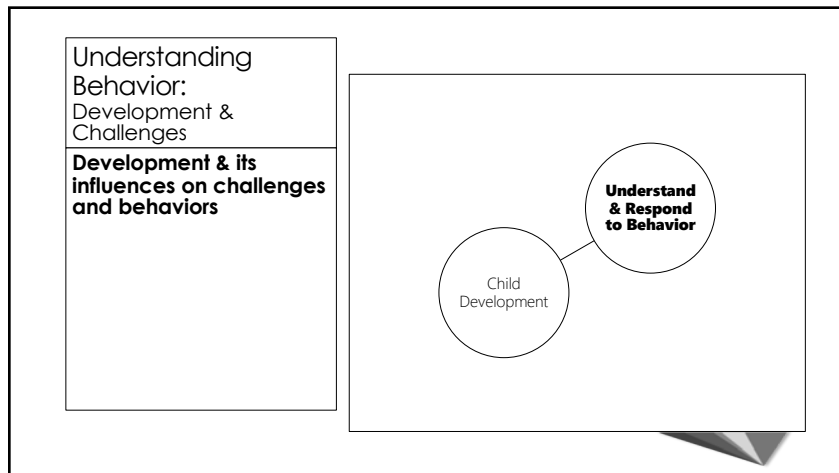 Understanding
Behavior:
Development &
Challenges
Development & its
influences on challenges
and behaviors
Understand
& Respond
to Behavior
Child
Development